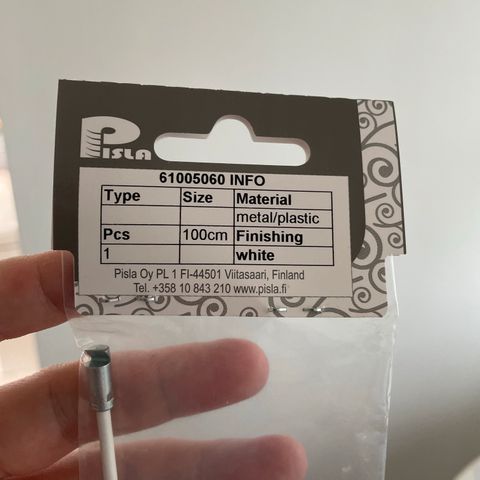 PISLA
61005060 INFO
Type Size Material
metal/plastic
Pcs 100cm Finishing
1 white
Pisla Oy PL 1 FI-44501 Viitasaari, Finland
Tel. +358 10 843 210 www.pisla.fi